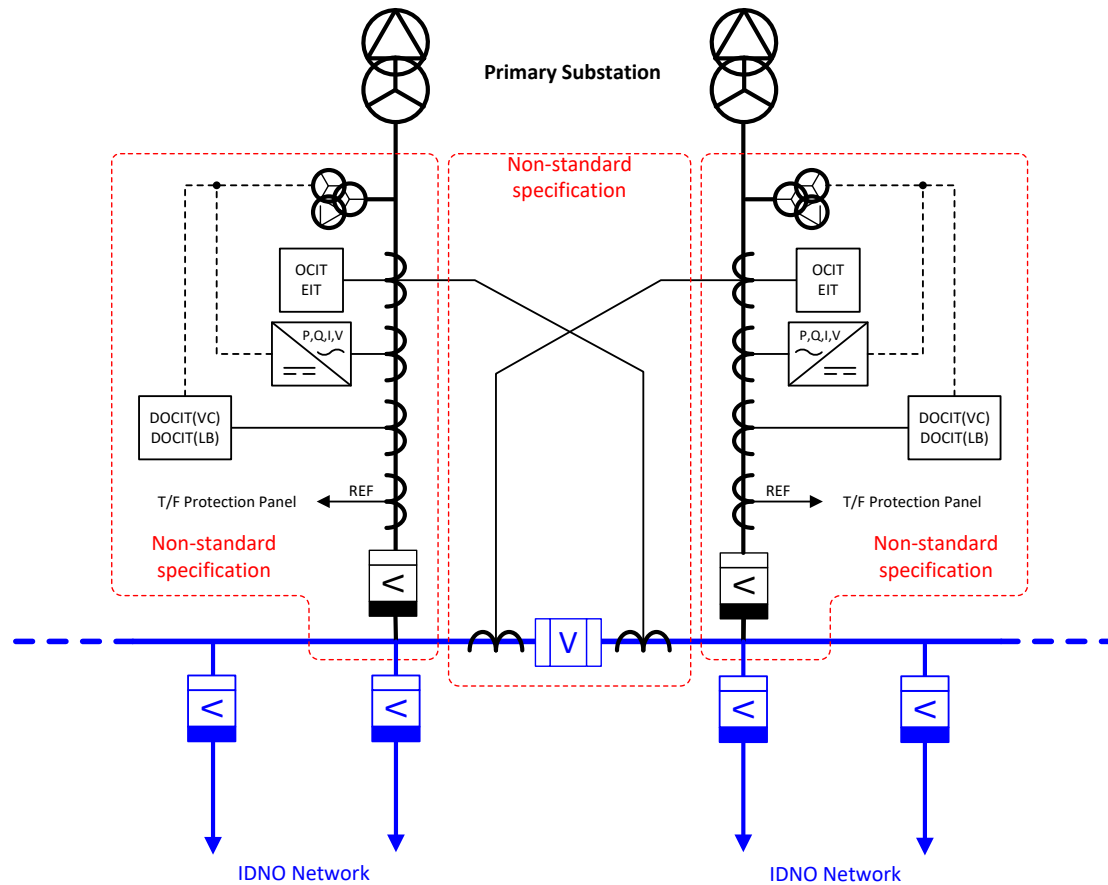 Primary Substation
Non-standard
specification
OCIT
EIT
OCIT
EIT
P,Q,I,V
P,Q,I,V
DOCIT(VC)
DOCIT(LB)
DOCIT(VC)
DOCIT(LB)
REF
T/F Protection Panel
REF
T/F Protection Panel
Non-standard
specification
Non-standard
specification
V
V
V
V
V
V
V
IDNO Network
IDNO Network